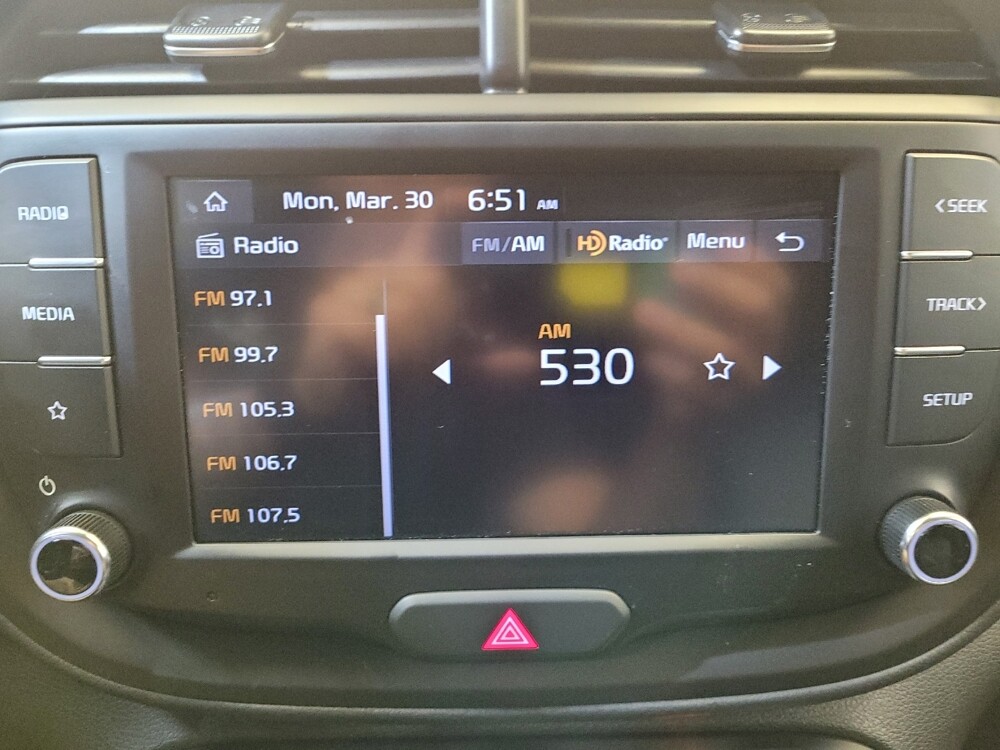 Mon, Mar. 30 6:51 AM
RADIO
Radio FM/AM HD Radio Menu
<SEEK
FM 97.1
MEDIA
TRACK>
FM 99.7
AM
530
FM 105.3
SETUP
FM 106.7
FM 107.5